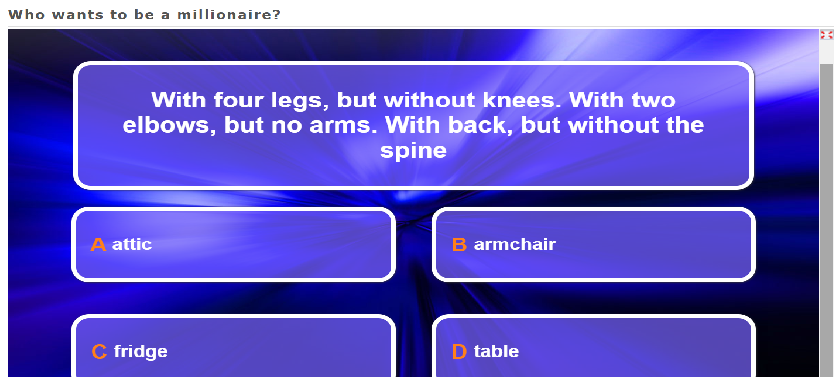 Who wants to be a millionaire?
With four legs, but without knees. With two
elbows, but no arms. With back, but without the
spine
A attic
B armchair
C fridge
D table